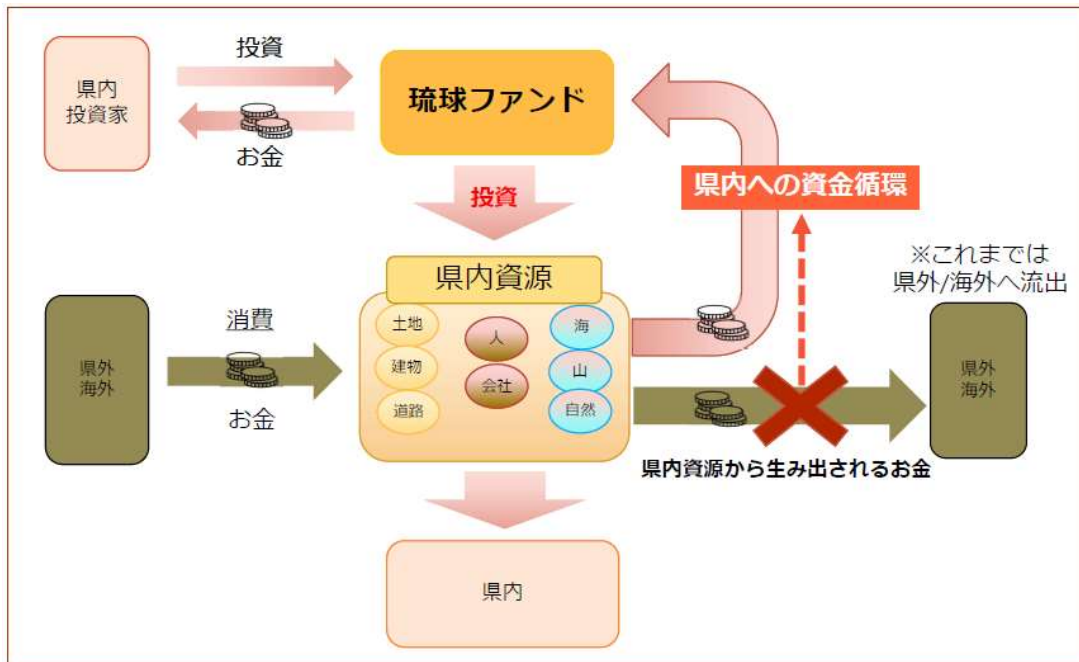 投資
県内
投資家
琉球ファンド
お金
県内への資金循環
投資
※これまでは
県外/海外へ流出
県内資源
消費
土地
人
海
建物
会社
山
道路
自然
県外
海外
お金
県外
海外
県内資源から生み出されるお金
県内